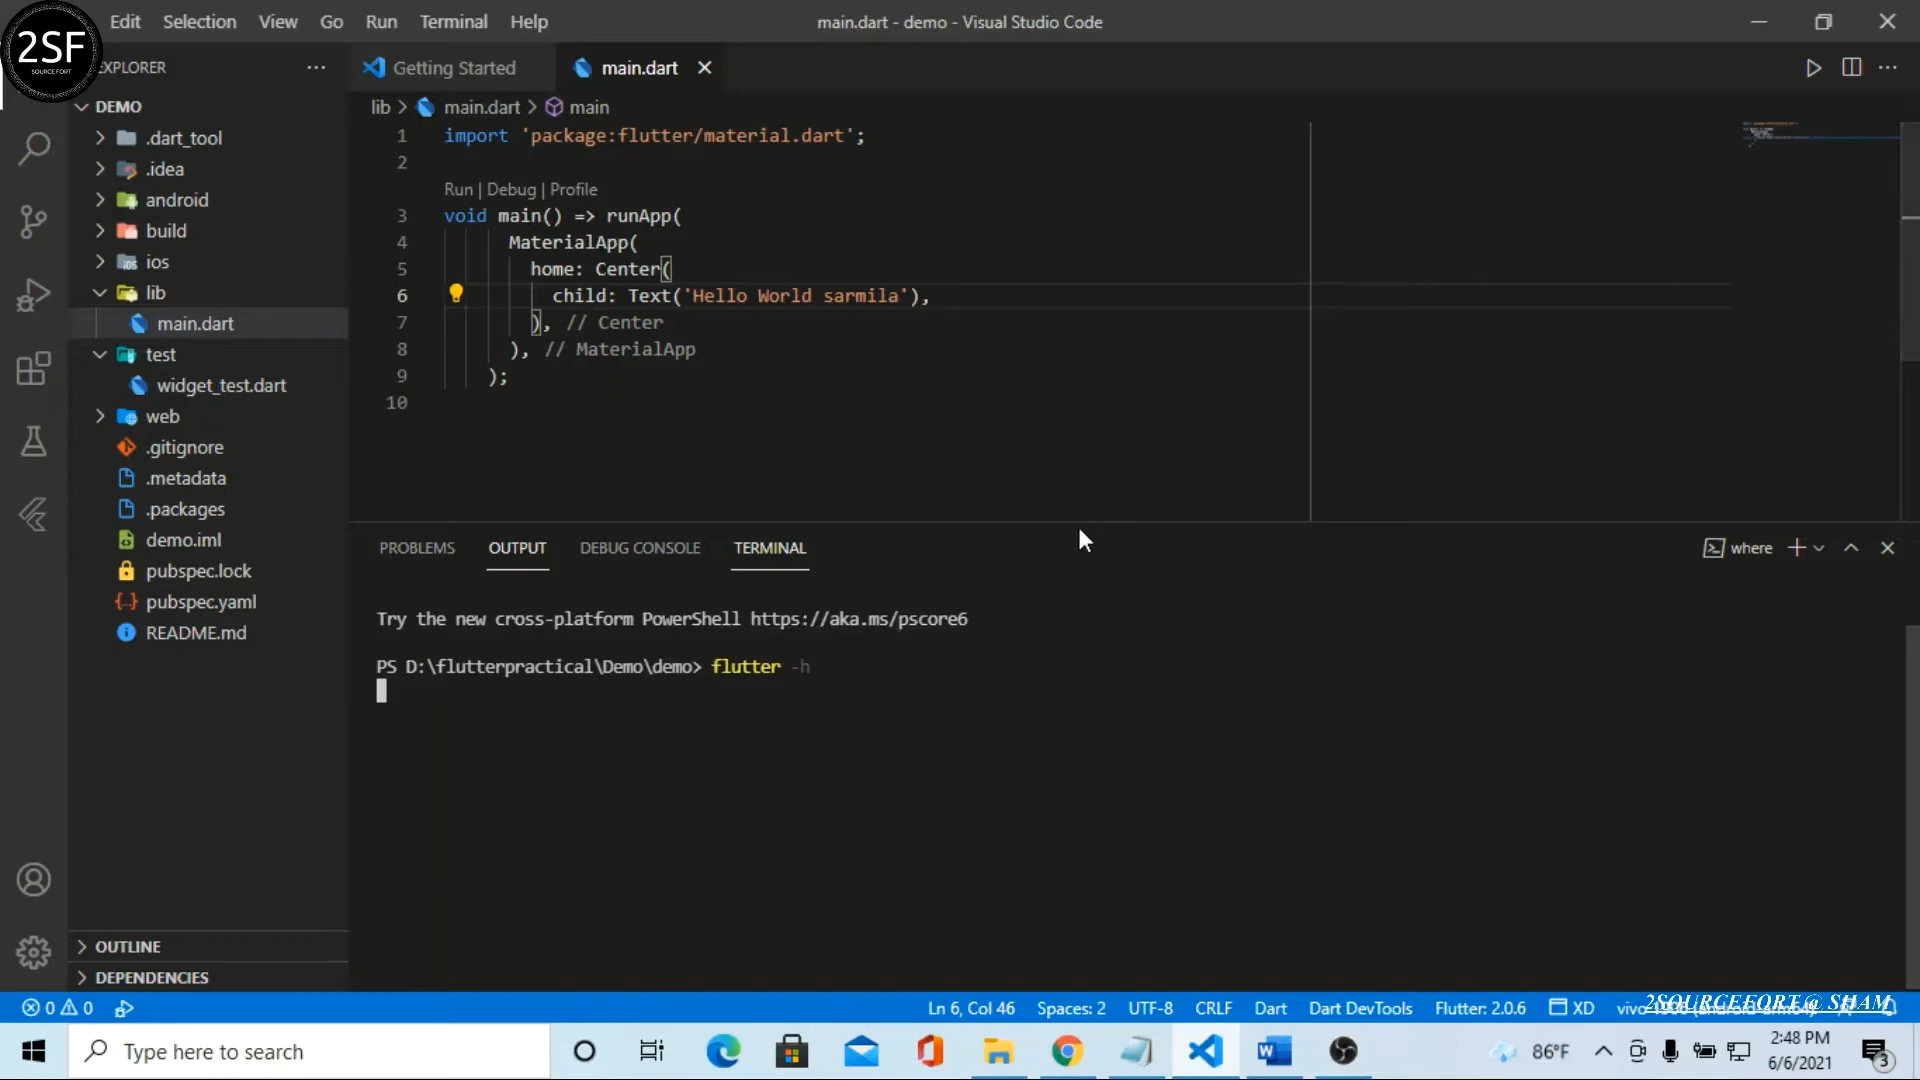 2SF
SOURCE FORT
Edit Selection View Go Run Terminal Help
main.dart - demo - Visual Studio Code
EXPLORER
DEMO
.dart_tool
.idea
android
build
ios
lib
main.dart
test
widget_test.dart
web
.gitignore
.metadata
.packages
demo.iml
pubspec.lock
pubspec.yaml
README.md
OUTLINE
DEPENDENCIES
Getting Started
main.dart
lib > main.dart > main
1 import 'package:flutter/material.dart';
2
Run | Debug | Profile
3 void main() => runApp(
4 MaterialApp(
5 home: Center(
6 child: Text('Hello World sarmila'),
7 ), // Center
8 ), // MaterialApp
9 );
10
PROBLEMS OUTPUT DEBUG CONSOLE TERMINAL
where
Try the new cross-platform PowerShell https://aka.ms/pscore6
PS D:\flutterpractical\Demo\demo> flutter -h
0 0
Ln 6, Col 46 Spaces: 2 UTF-8 CRLF Dart Dart DevTools Flutter: 2.0.6 XD
2SOURCEFORT@ SHAM
Type here to search
86°F
2:48 PM
6/6/2021
3